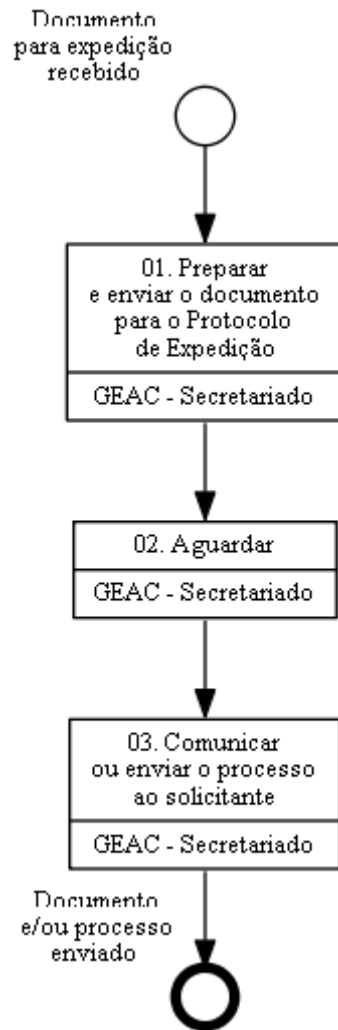 Documento
para expedição
recebido
01. Preparar
e enviar o documento
para o Protocolo
de Expedição
GEAC - Secretariado
02. Aguardar
GEAC - Secretariado
03. Comunicar
ou enviar o processo
ao solicitante
GEAC - Secretariado
Documento
e/ou processo
enviado